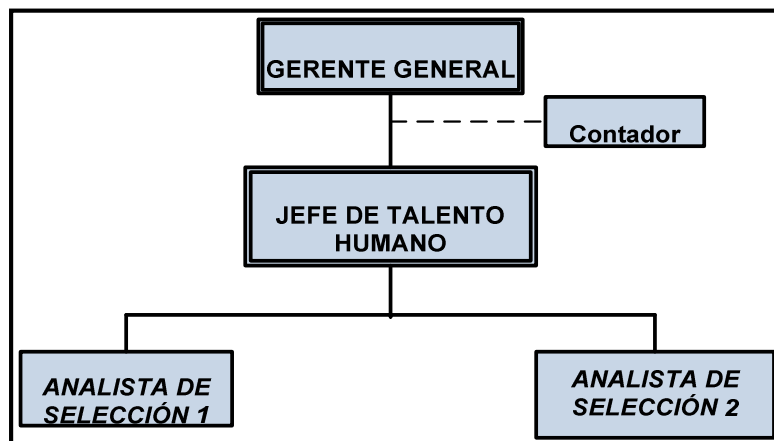 GERENTE GENERAL
Contador
JEFE DE TALENTO
HUMANO
ANALISTA DE
SELECCIÓN 1
ANALISTA DE
SELECCIÓN 2